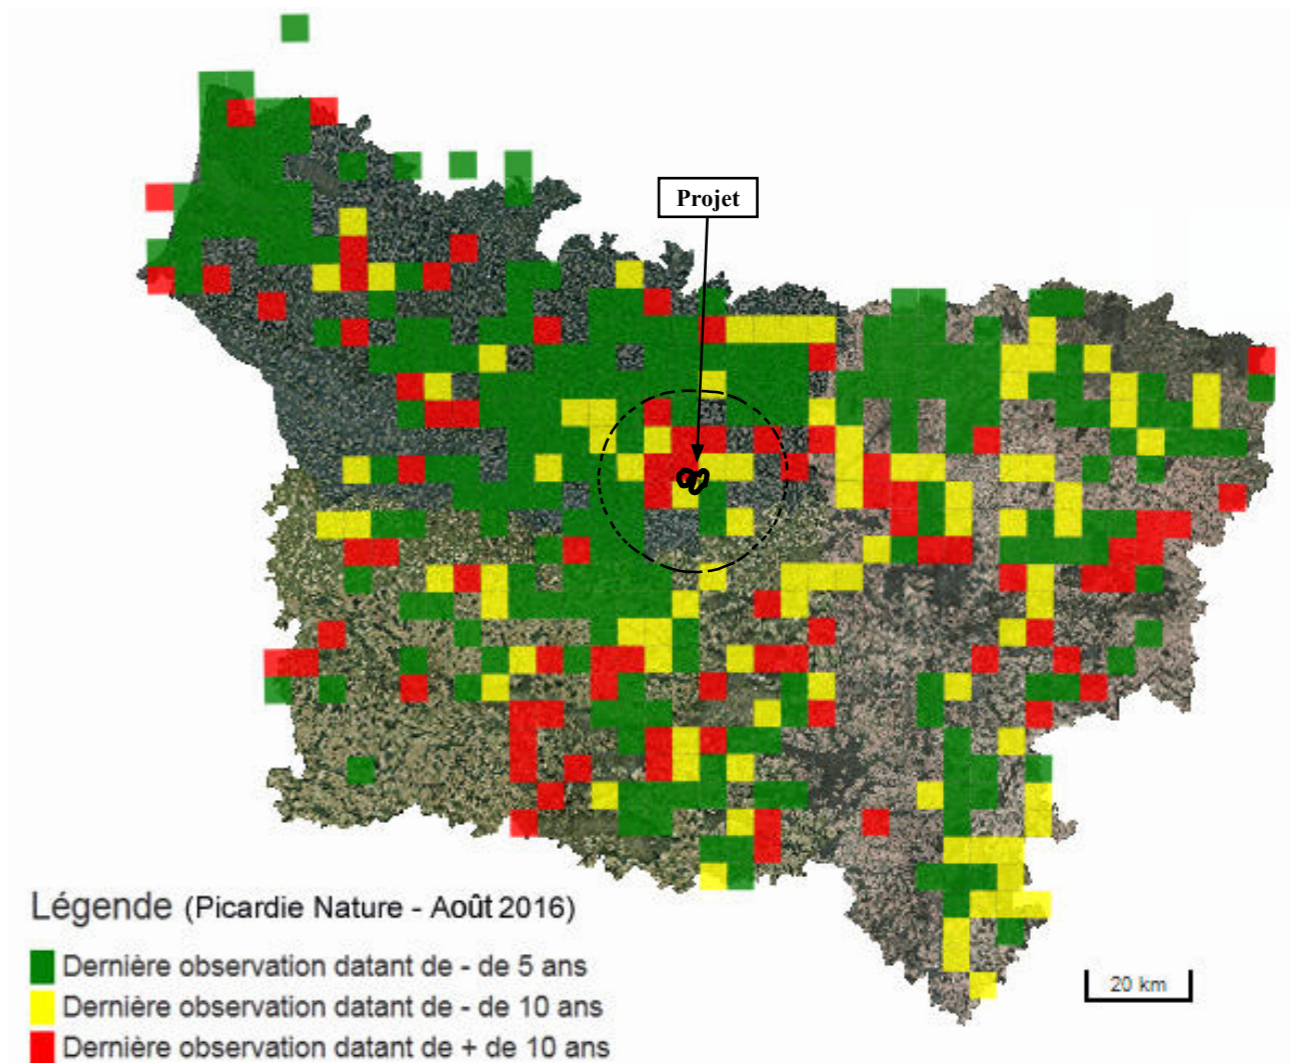 Projet
Légende (Picardie Nature - Août 2016)
Dernière observation datant de - de 5 ans
Dernière observation datant de - de 10 ans
Dernière observation datant de + de 10 ans
20 km